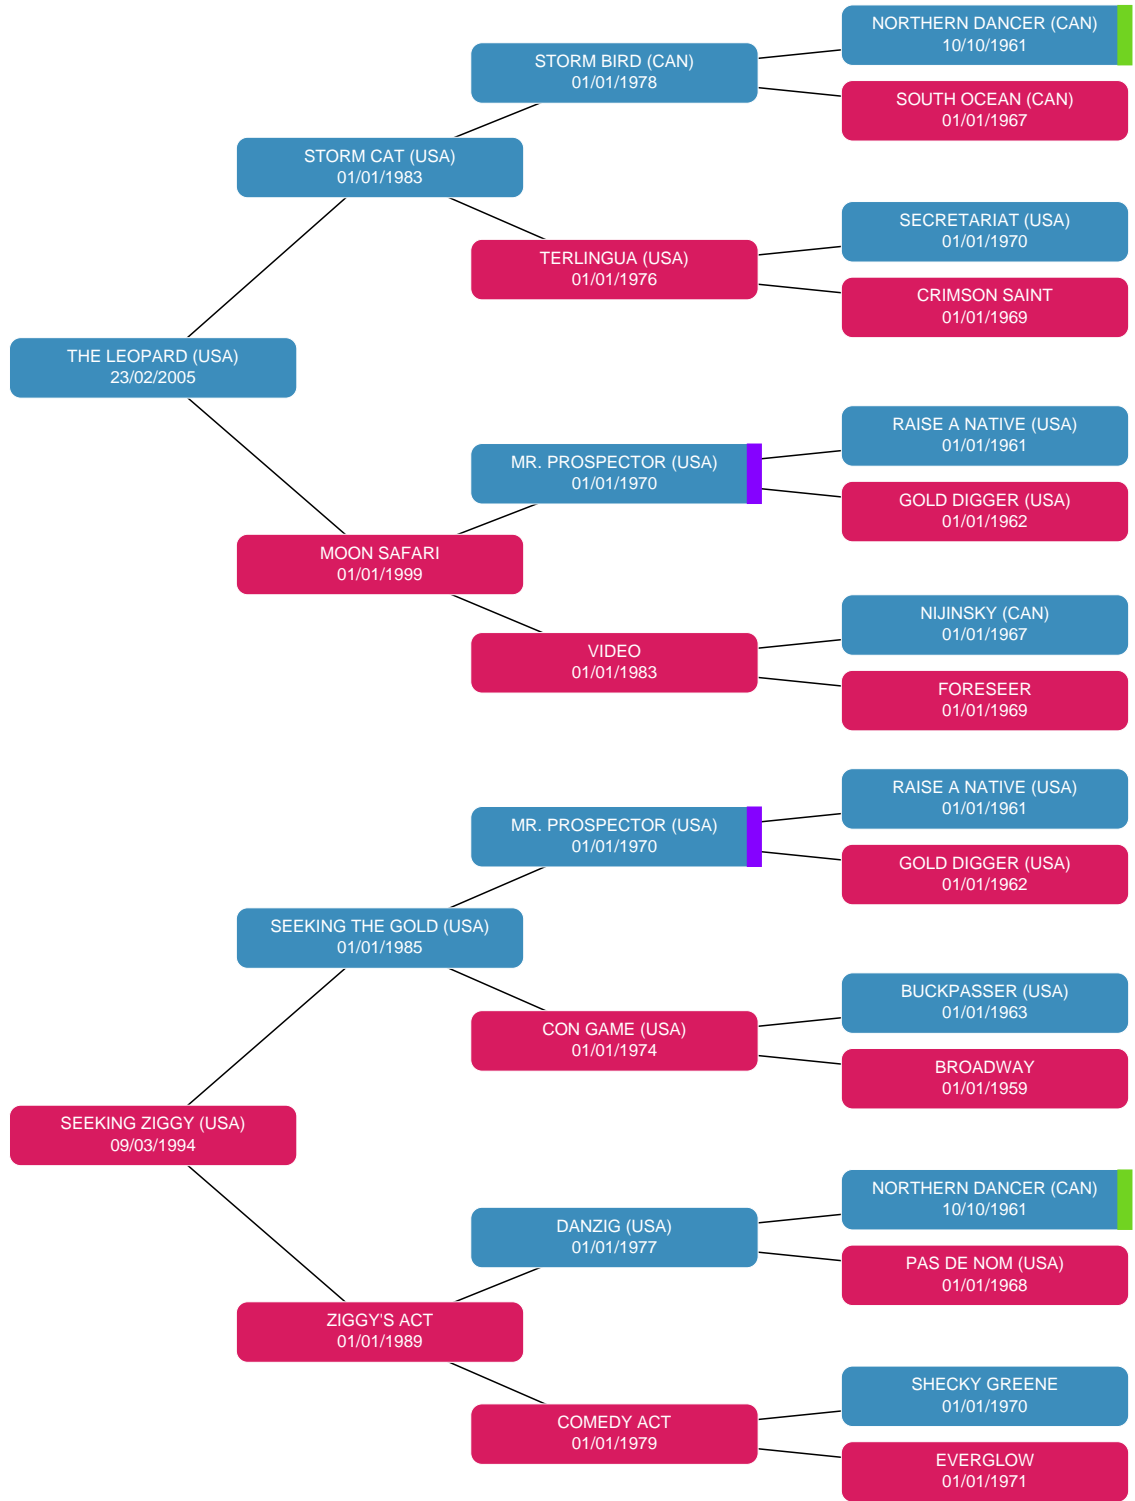 NORTHERN DANCER (CAN)
10/10/1961
STORM BIRD (CAN)
01/01/1978
SOUTH OCEAN (CAN)
01/01/1967
STORM CAT (USA)
01/01/1983
SECRETARIAT (USA)
01/01/1970
TERLINGUA (USA)
01/01/1976
CRIMSON SAINT
01/01/1969
THE LEOPARD (USA)
23/02/2005
RAISE A NATIVE (USA)
01/01/1961
MR. PROSPECTOR (USA)
01/01/1970
GOLD DIGGER (USA)
01/01/1962
MOON SAFARI
01/01/1999
NIJINSKY (CAN)
01/01/1967
VIDEO
01/01/1983
FORESEER
01/01/1969
RAISE A NATIVE (USA)
01/01/1961
MR. PROSPECTOR (USA)
01/01/1970
GOLD DIGGER (USA)
01/01/1962
SEEKING THE GOLD (USA)
01/01/1985
BUCKPASSER (USA)
01/01/1963
CON GAME (USA)
01/01/1974
BROADWAY
01/01/1959
SEEKING ZIGGY (USA)
09/03/1994
NORTHERN DANCER (CAN)
10/10/1961
DANZIG (USA)
01/01/1977
PAS DE NOM (USA)
01/01/1968
ZIGGY'S ACT
01/01/1989
SHECKY GREENE
01/01/1970
COMEDY ACT
01/01/1979
EVERGLOW
01/01/1971